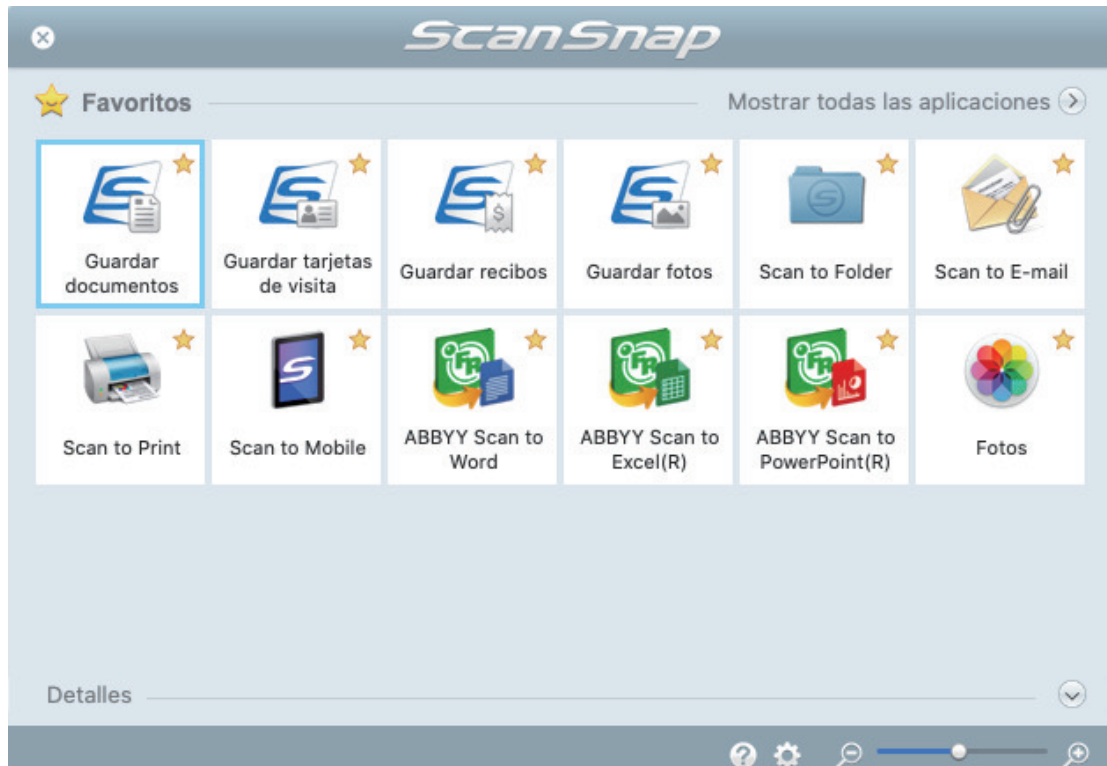 ScanSnap
Favoritos
Mostrar todas las aplicaciones
Guardar
documentos
Guardar tarjetas
de visita
Guardar recibos
Guardar fotos
Scan to Folder
Scan to E-mail
Scan to Print
Scan to Mobile
ABBYY Scan to
Word
ABBYY Scan to
Excel(R)
ABBYY Scan to
PowerPoint(R)
Fotos
Detalles